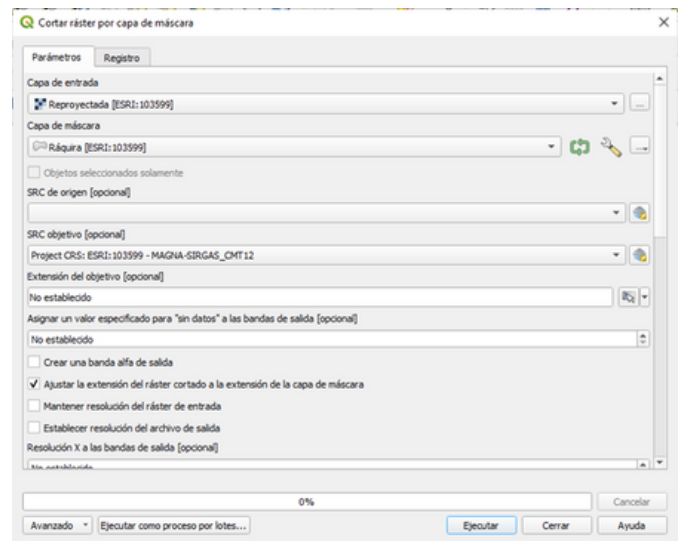 Cortar ráster por capa de máscara
Parámetros Registro
Capa de entrada
Reproyectada [ESRI:103599]
...
Capa de máscara
Ráquira [ESRI:103599]
...
Objetos seleccionados solamente
SRC de origen [opcional]
SRC objetivo [opcional]
Project CRS: ESRI:103599 - MAGNA-SIRGAS_CMT12
Extensión del objetivo [opcional]
No establecido
Asignar un valor especificado para "sin datos" a las bandas de salida [opcional]
No establecido
Crear una banda alfa de salida
Ajustar la extensión del ráster cortado a la extensión de la capa de máscara
Mantener resolución del ráster de entrada
Establecer resolución del archivo de salida
Resolución X a las bandas de salida [opcional]
No establecido
0% Cancelar
Avanzado Ejecutar como proceso por lotes... Ejecutar Cerrar Ayuda